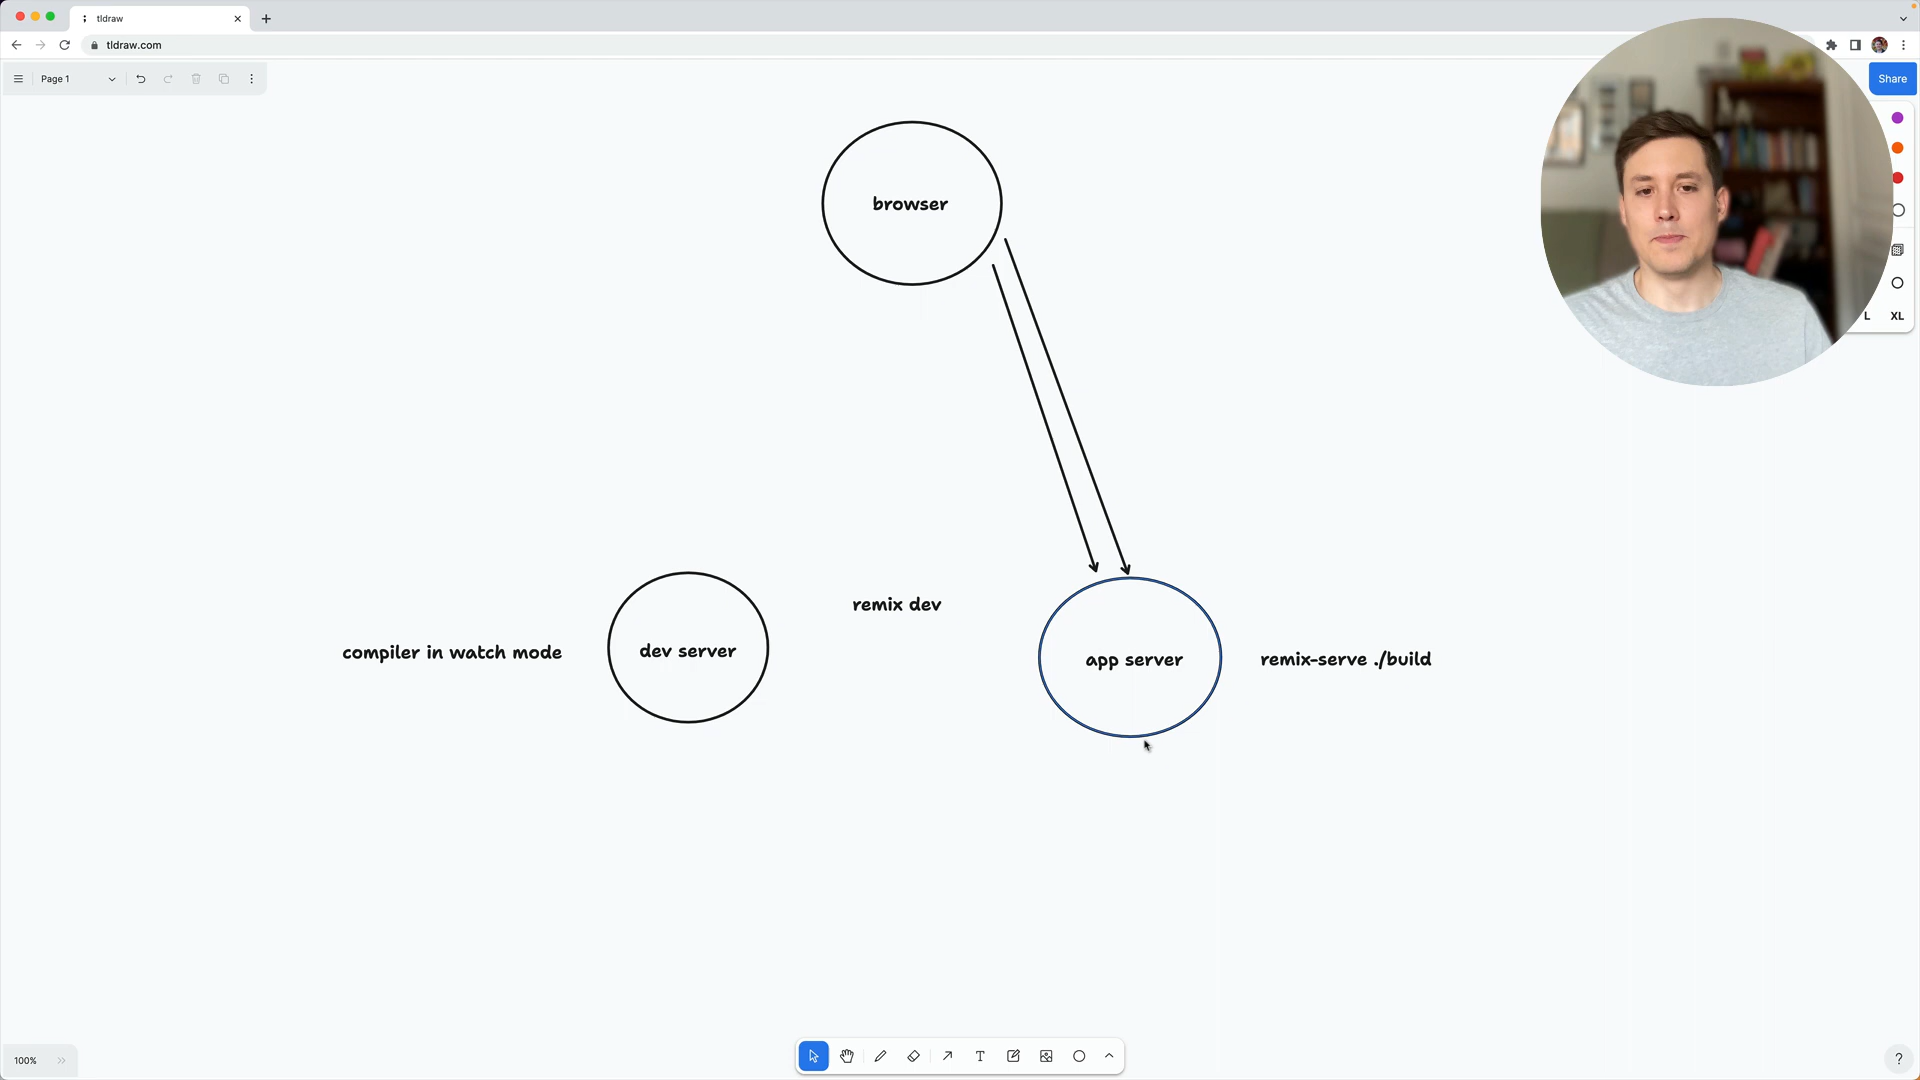 tldraw
tldraw.com
Page 1
Share
browser
L XL
remix dev
compiler in watch mode
dev server
app server
remix-serve ./build
100%
T
?